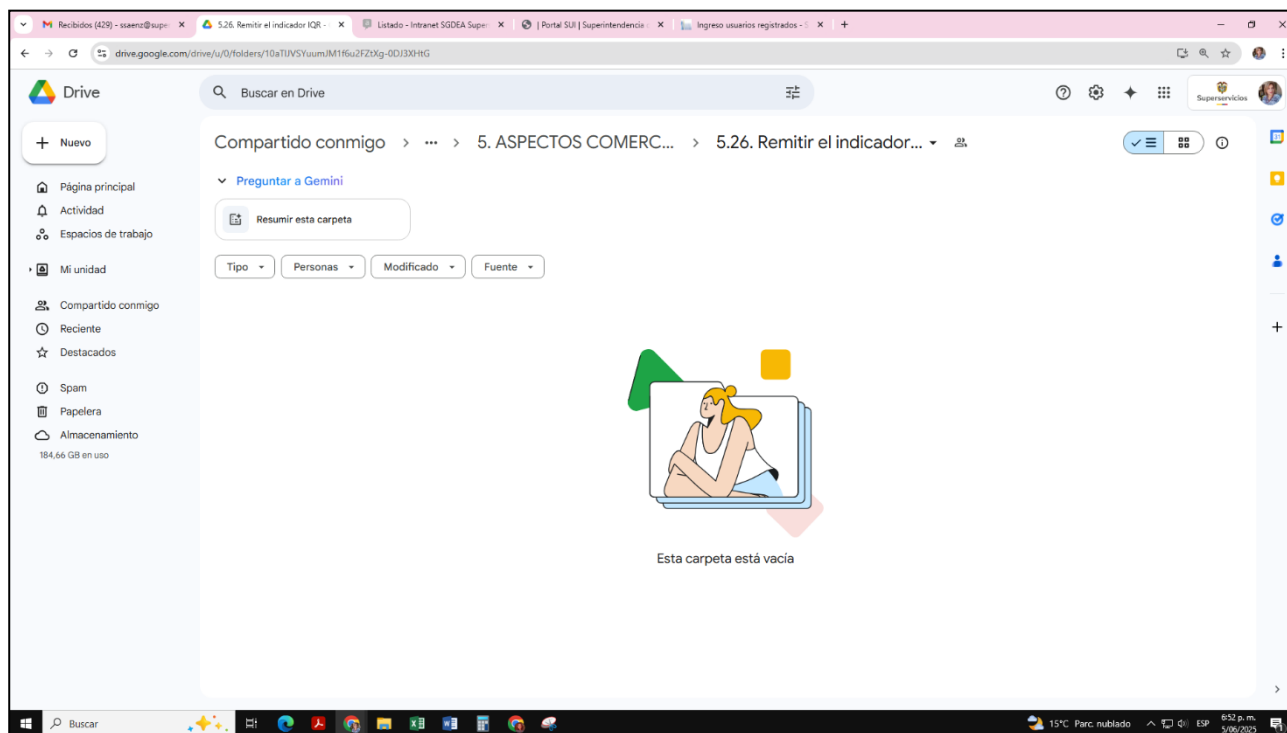 Recibidos (429) - ssaenz@supe
5.26. Remitir el indicador IQR -
Listado - Intranet SGDEA Super
| Portal SUI | Superintendencia
Ingreso usuarios registrados - S
drive.google.com/drive/u/0/folders/10aTUVSYuumJM1f6u2FZtXg-0DJ3XHtG
Drive
Buscar en Drive
Superservicios
Nuevo
Compartido conmigo > ... > 5. ASPECTOS COMERC... > 5.26. Remitir el indicador...
Preguntar a Gemini
Resumir esta carpeta
Tipo
Personas
Modificado
Fuente
Página principal
Actividad
Espacios de trabajo
Mi unidad
Compartido conmigo
Reciente
Destacados
Spam
Papelera
Almacenamiento
184,66 GB en uso
31
Esta carpeta está vacía
Buscar
15°C Parc. nublado
ESP
6:52 p. m.
5/06/2025